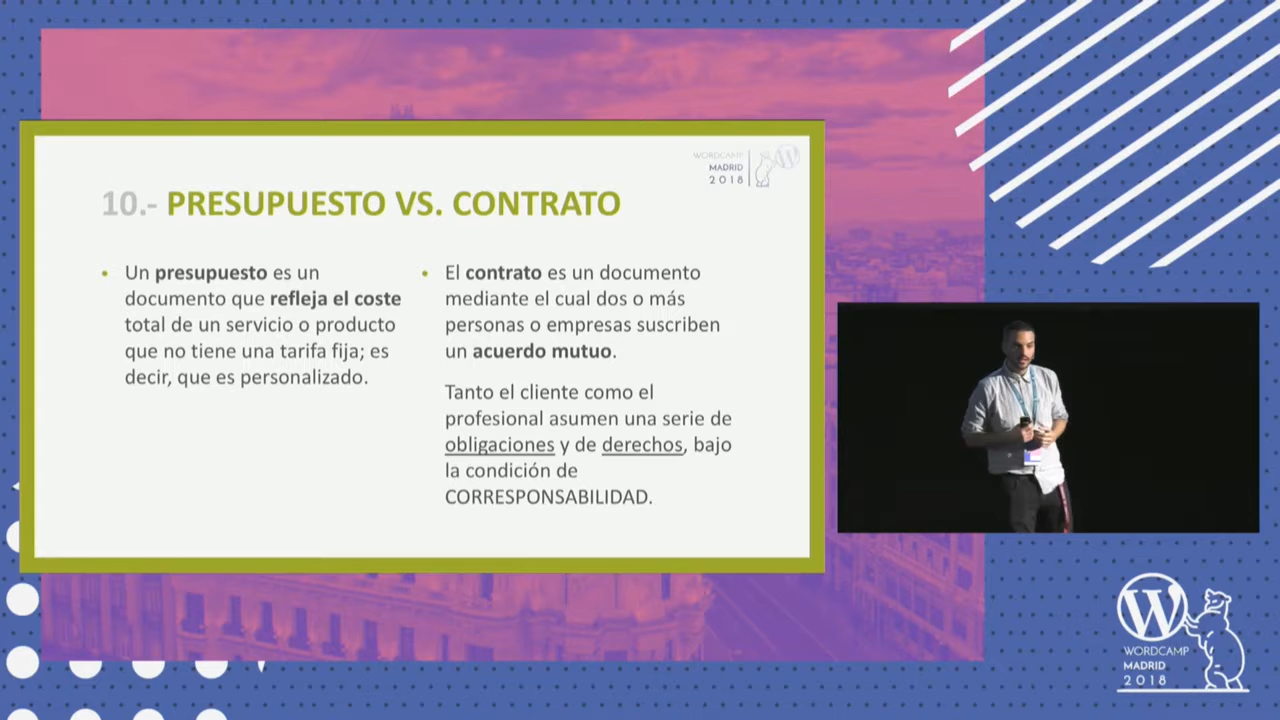 WORDCAMP
MADRID
2018
10.- PRESUPUESTO VS. CONTRATO
• Un presupuesto es un
documento que refleja el coste
total de un servicio o producto
que no tiene una tarifa fija; es
decir, que es personalizado.
• El contrato es un documento
mediante el cual dos o más
personas o empresas suscriben
un acuerdo mutuo.
Tanto el cliente como el
profesional asumen una serie de
obligaciones y de derechos, bajo
la condición de
CORRESPONSABILIDAD.
W
WORDCAMP
MADRID
2018